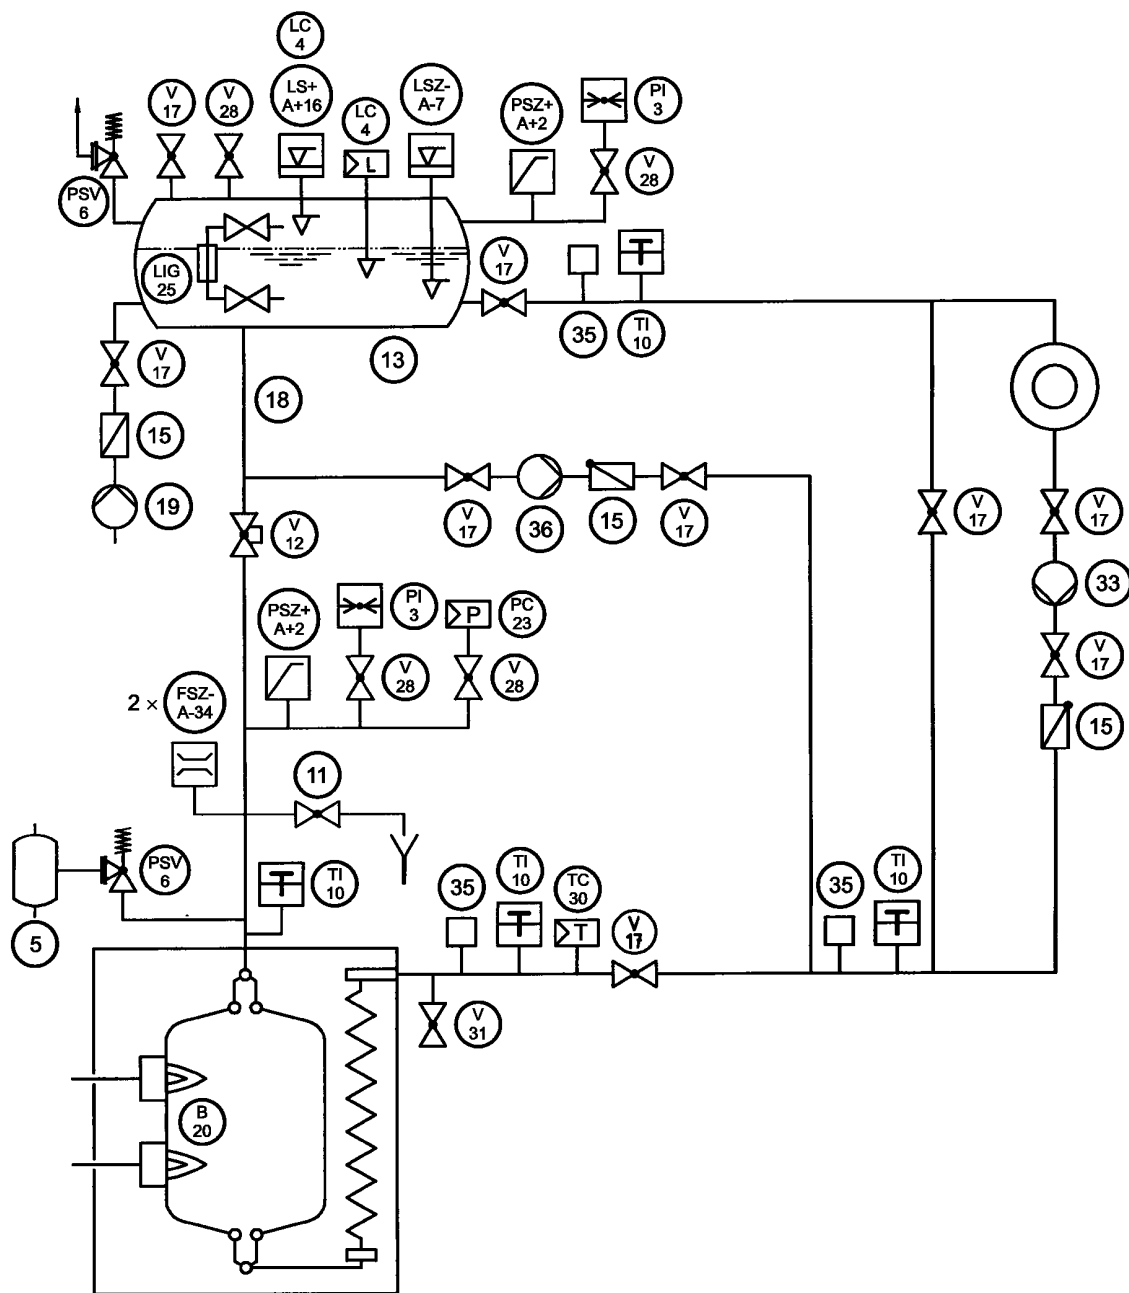 LC
4
V
17
V
28
LS+
A+16
LC
4
LSZ-
A-7
PSZ+
A+2
PI
3
L
V
28
PSV
6
LIG
25
V
17
T
35
TI
10
13
V
17
18
15
19
V
12
V
17
36
15
V
17
V
17
V
17
33
PSZ+
A+2
PI
3
P
PC
23
V
28
V
28
V
17
15
2 × FSZ-
A-34
11
PSV
6
5
T
TI
10
35
TI
10
T
TC
30
T
V
17
35
TI
10
T
V
31
B
20